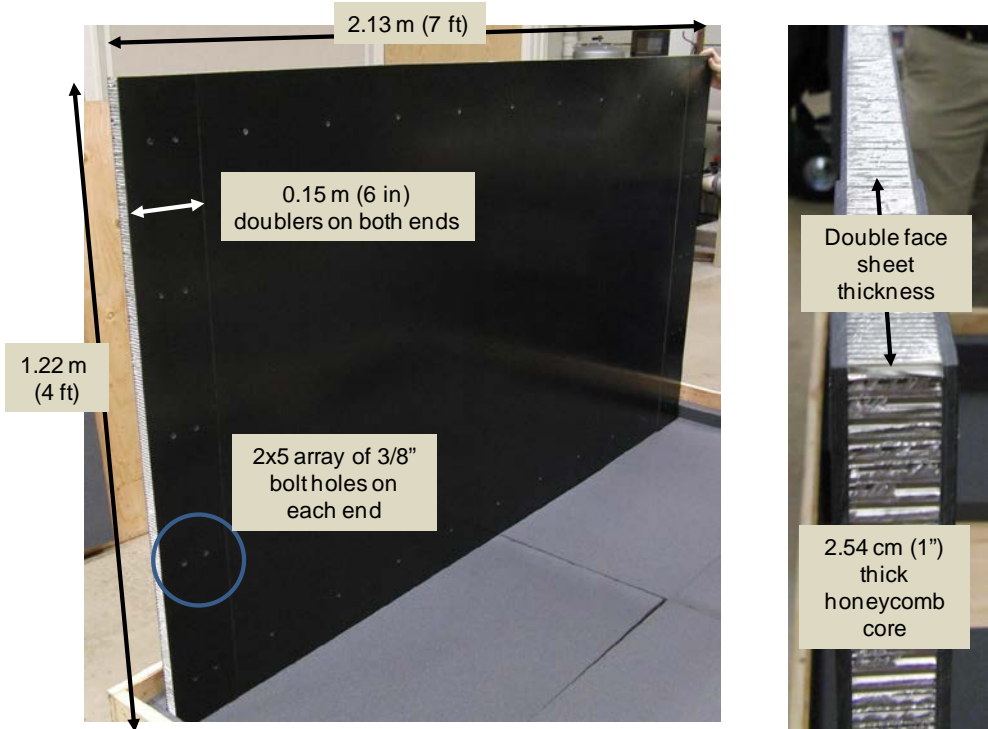 2.13 m (7 ft)
0.15 m (6 in)
doublers on both ends
1.22 m
(4 ft)
2x5 array of 3/8”
bolt holes on
each end
Double face
sheet
thickness
2.54 cm (1”)
thick
honeycomb
core